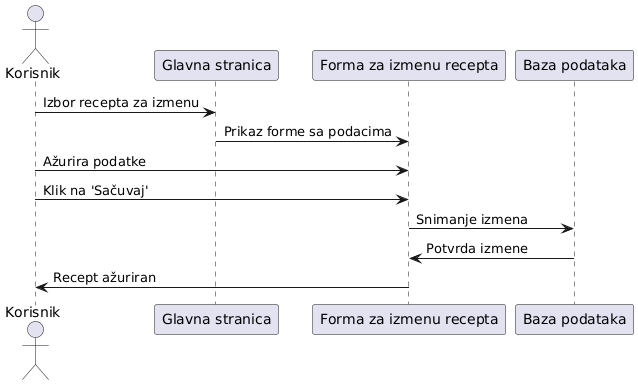 Korisnik
Glavna stranica
Forma za izmenu recepta
Baza podataka
Izbor recepta za izmenu
Prikaz forme sa podacima
Ažurira podatke
Klik na 'Sačuvaj'
Snimanje izmena
Potvrda izmene
Recept ažuriran
Korisnik
Glavna stranica
Forma za izmenu recepta
Baza podataka